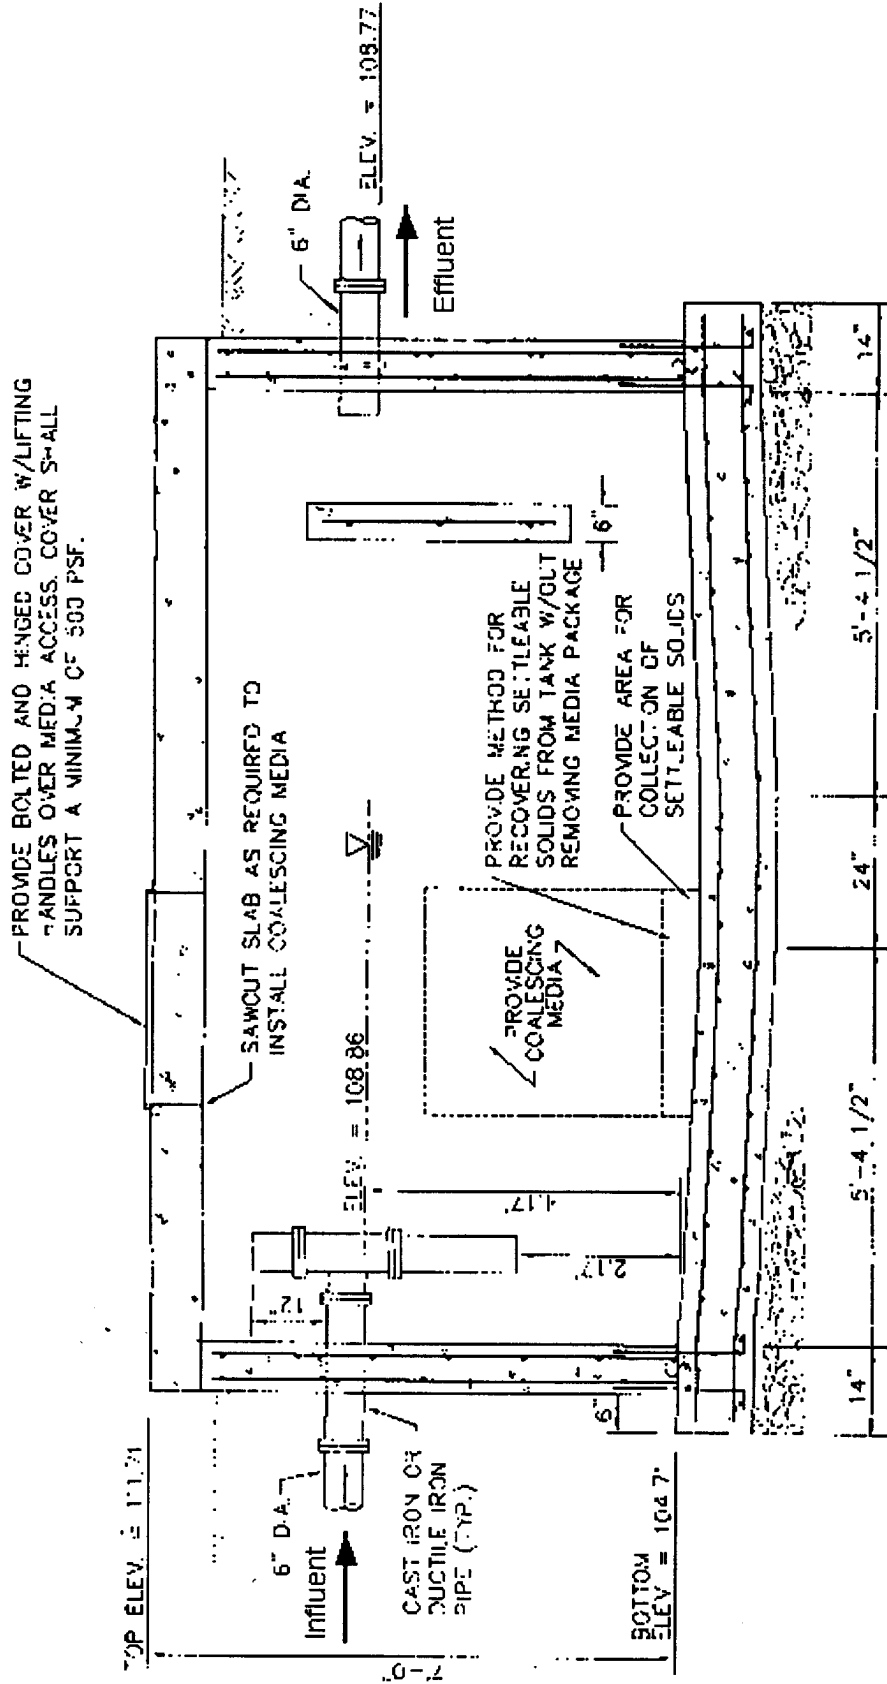 PROVIDE BOLTED AND HINGED COVER W/LIFTING
HANDLES OVER MEDIA ACCESS. COVER SHALL
SUPPORT A MINIMUM OF 500 PSF.
SAWCUT SLAB AS REQUIRED TO
INSTALL COALESCING MEDIA
TOP ELEV. =
6" DIA.
Influent
CAST IRON OR
DUCTILE IRON
PIPE (TYP.)
BOTTOM
ELEV = 104.7
7'-0"
12"
ELEV. = 108.86
4.17'
2.17'
6"
PROVIDE
COALESCING
MEDIA
PROVIDE METHOD FOR
RECOVERING SETTLEABLE
SOLIDS FROM TANK W/OUT
REMOVING MEDIA PACKAGE
PROVIDE AREA FOR
COLLECTION OF
SETTLEABLE SOLIDS
6"
6" DIA.
ELEV. = 108.77
Effluent
14"
5'-4 1/2"
24"
5'-4 1/2"
14"